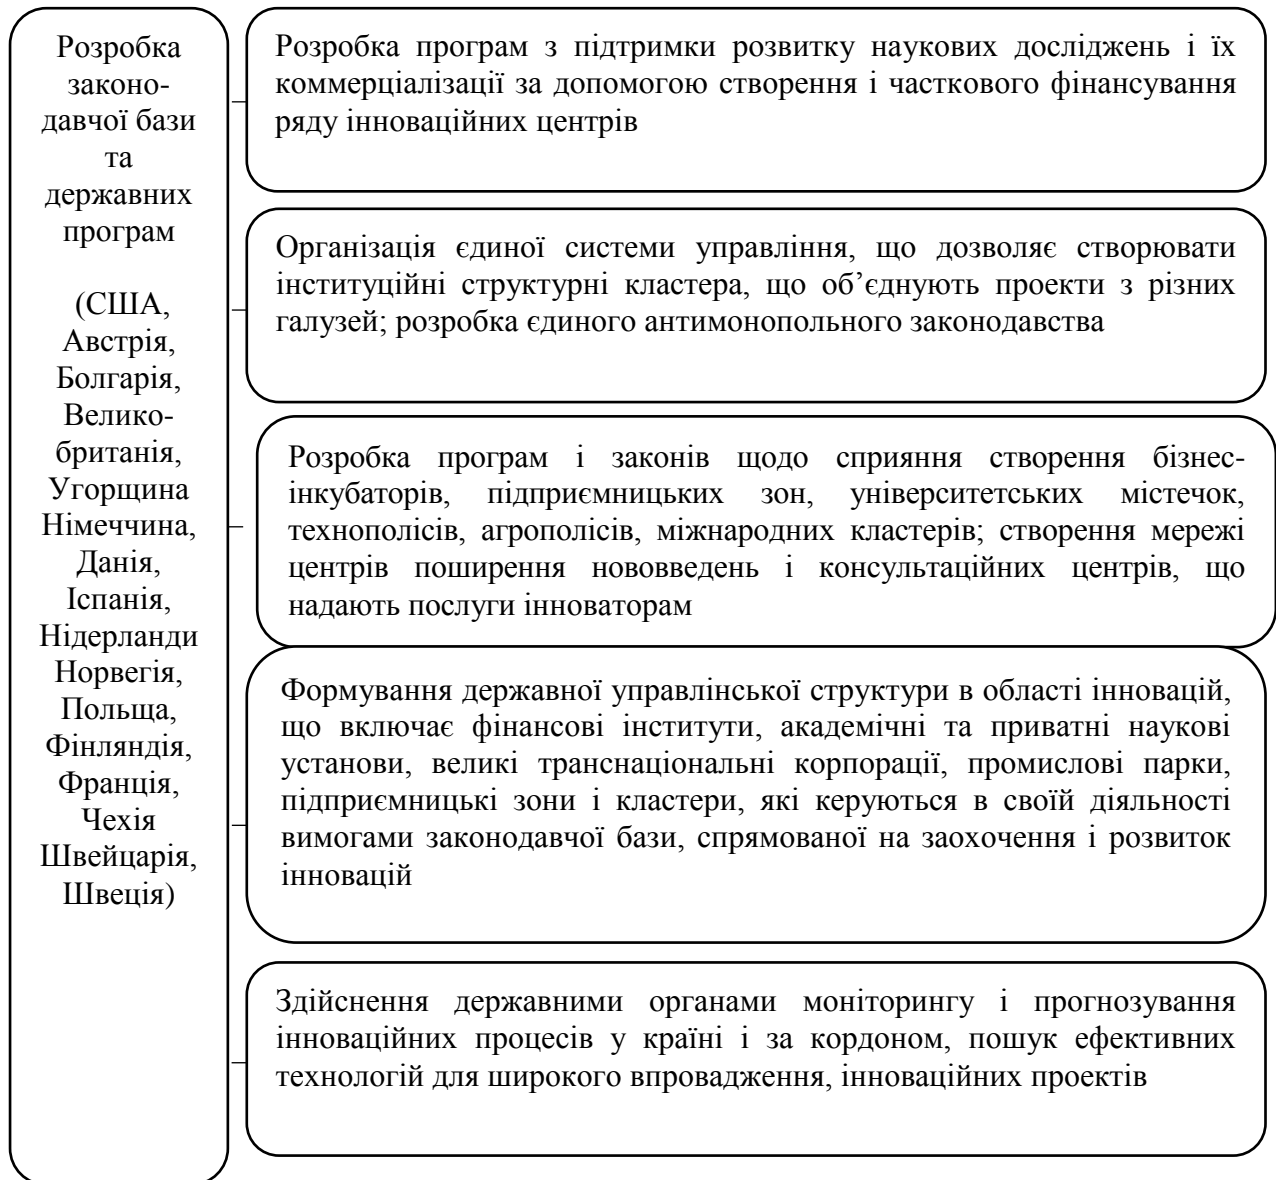 Розробка
законо-
давчої бази
та
державних
програм
(США,
Австрія,
Болгарія,
Велико-
британія,
Угорщина
Німеччина,
Данія,
Іспанія,
Нідерланди
Норвегія,
Польща,
Фінляндія,
Франція,
Чехія
Швейцарія,
Швеція)
Розробка програм з підтримки розвитку наукових досліджень і їх
коммерціалізації за допомогою створення і часткового фінансування
ряду інноваційних центрів
Організація єдиної системи управління, що дозволяє створювати
інституційні структурні кластера, що об’єднують проекти з різних
галузей; розробка єдиного антимонопольного законодавства
Розробка програм і законів щодо сприяння створення бізнес-
інкубаторів, підприємницьких зон, університетських містечок,
технополісів, агрополісів, міжнародних кластерів; створення мережі
центрів поширення нововведень і консультаційних центрів, що
надають послуги інноваторам
Формування державної управлінської структури в області інновацій,
що включає фінансові інститути, академічні та приватні наукові
установи, великі транснаціональні корпорації, промислові парки,
підприємницькі зони і кластери, які керуються в своїй діяльності
вимогами законодавчої бази, спрямованої на заохочення і розвиток
інновацій
Здійснення державними органами моніторингу і прогнозування
інноваційних процесів у країні і за кордоном, пошук ефективних
технологій для широкого впровадження, інноваційних проектів